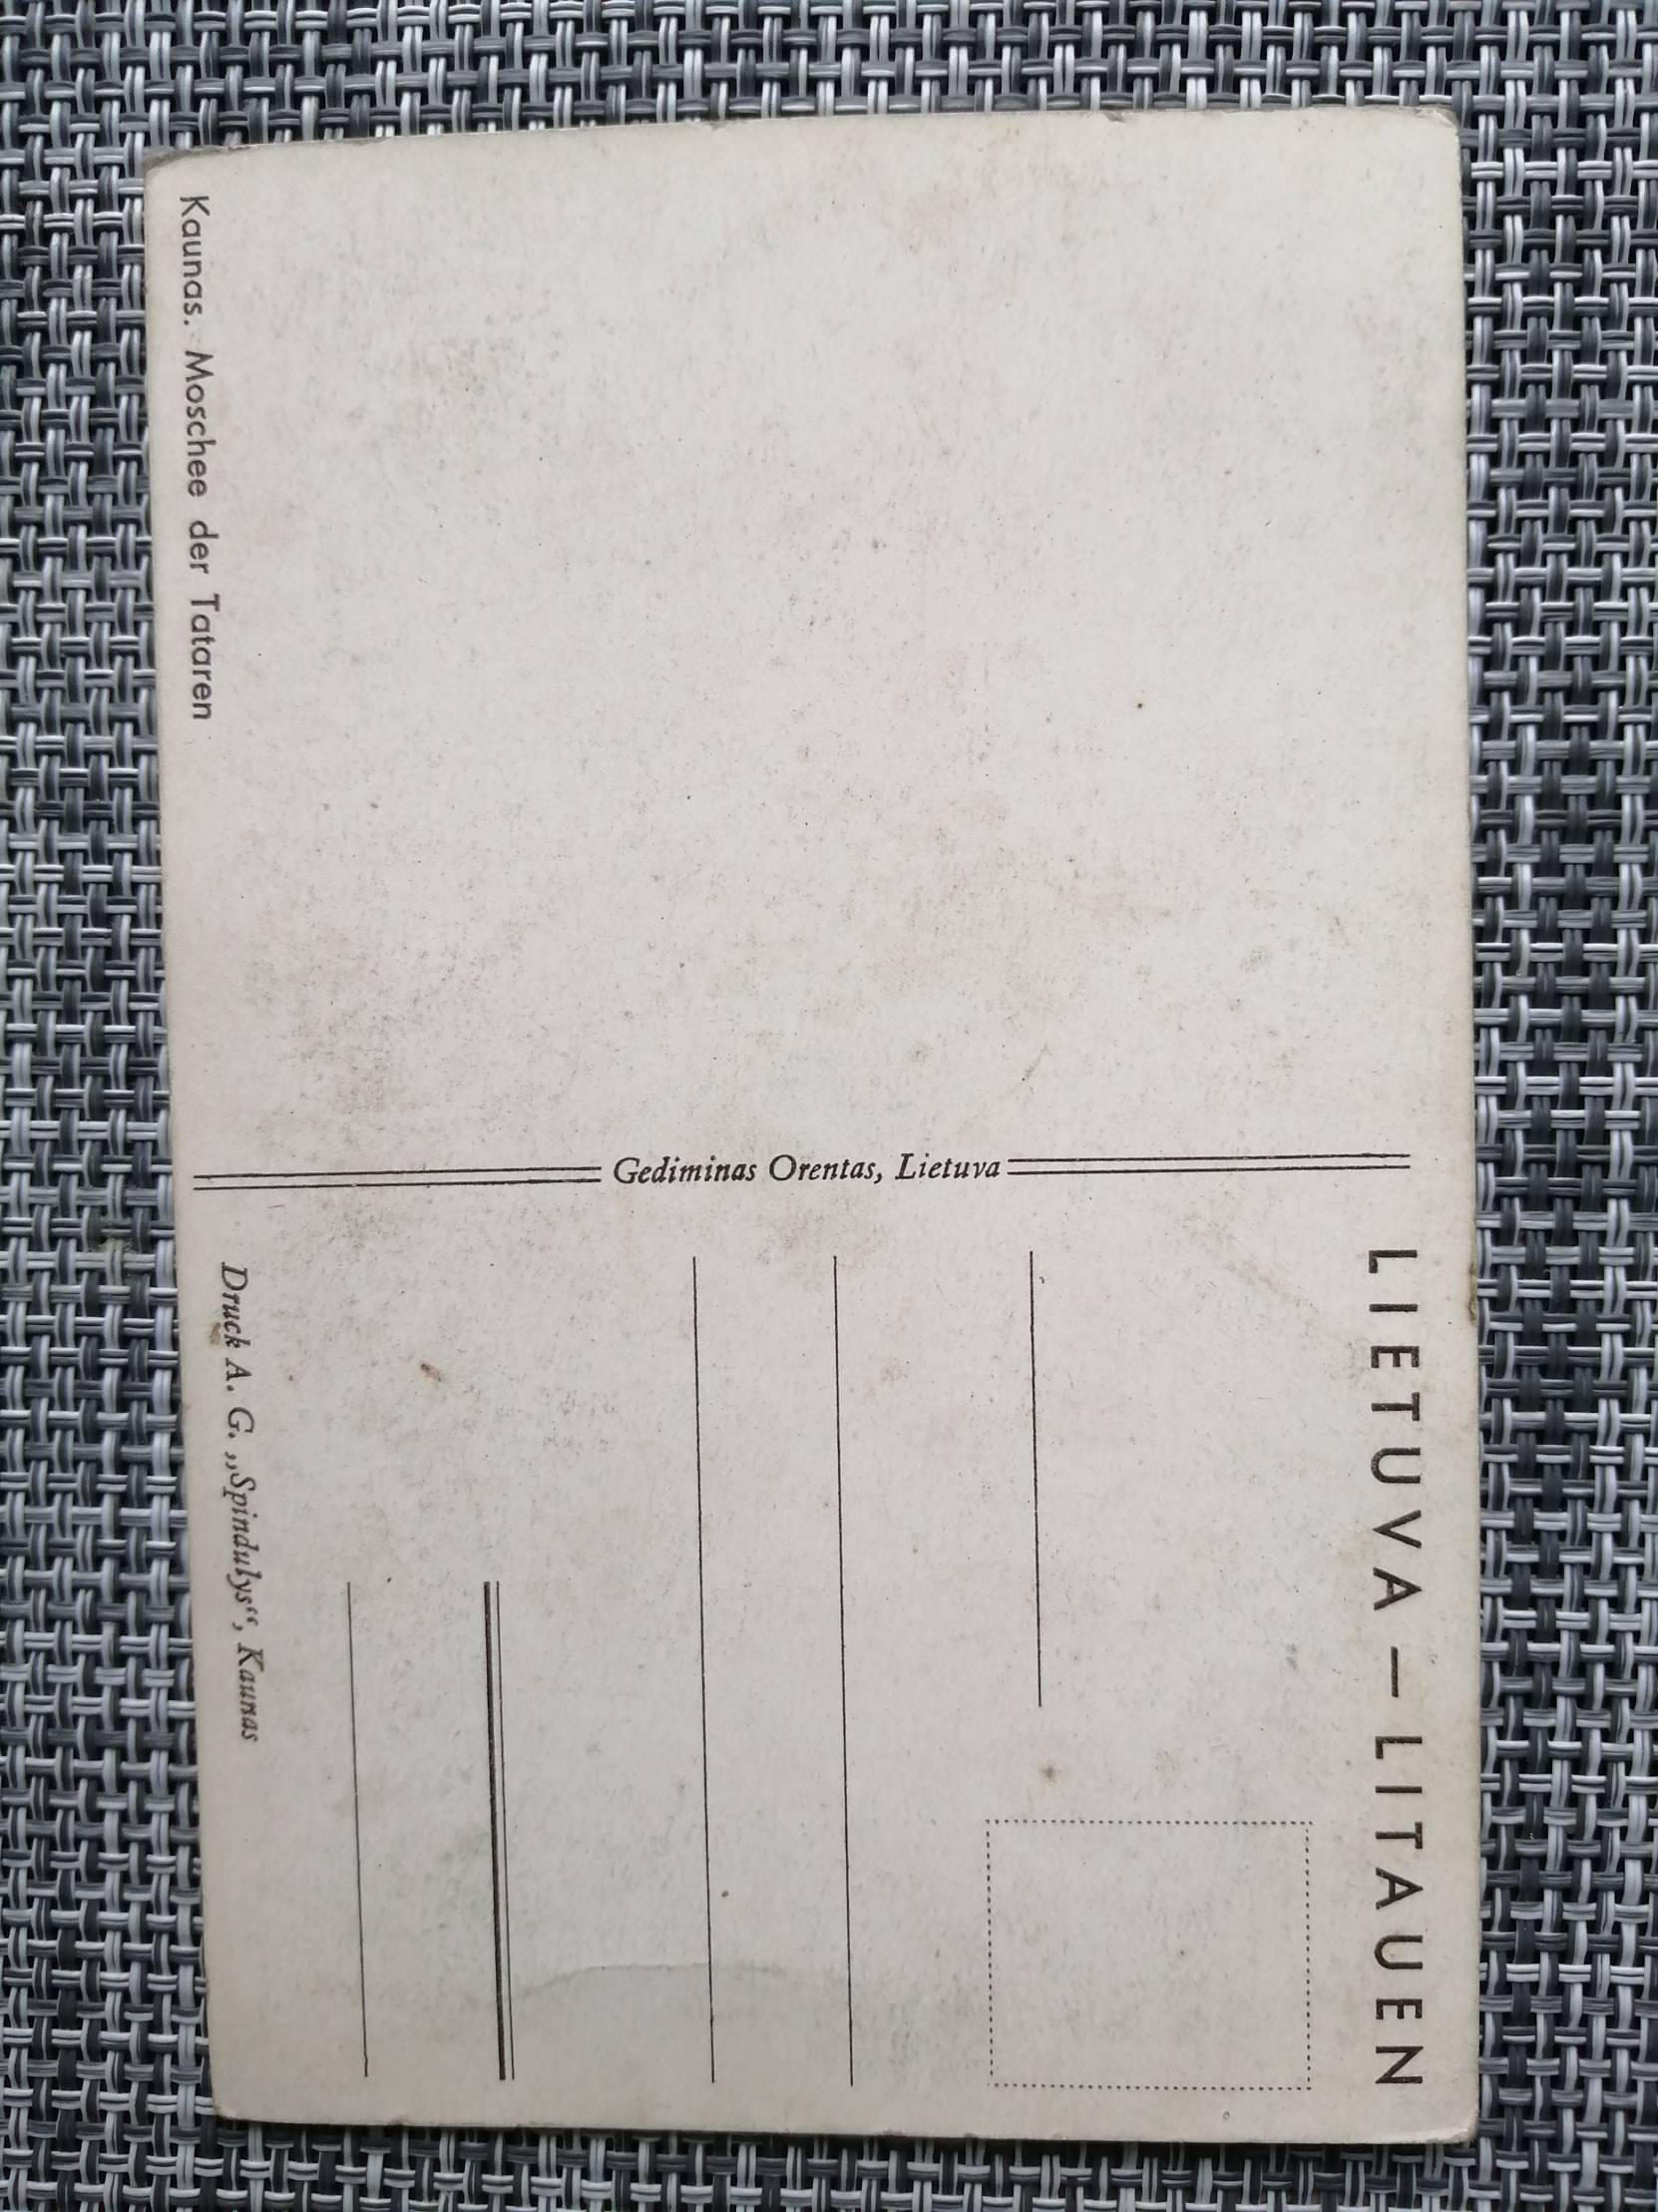 LIETUVA — LITAUEN
Gediminas Orentas, Lietuva
Kaunas. Moschee der Tataren
Druck A. G. „Spindulys“, Kaunas